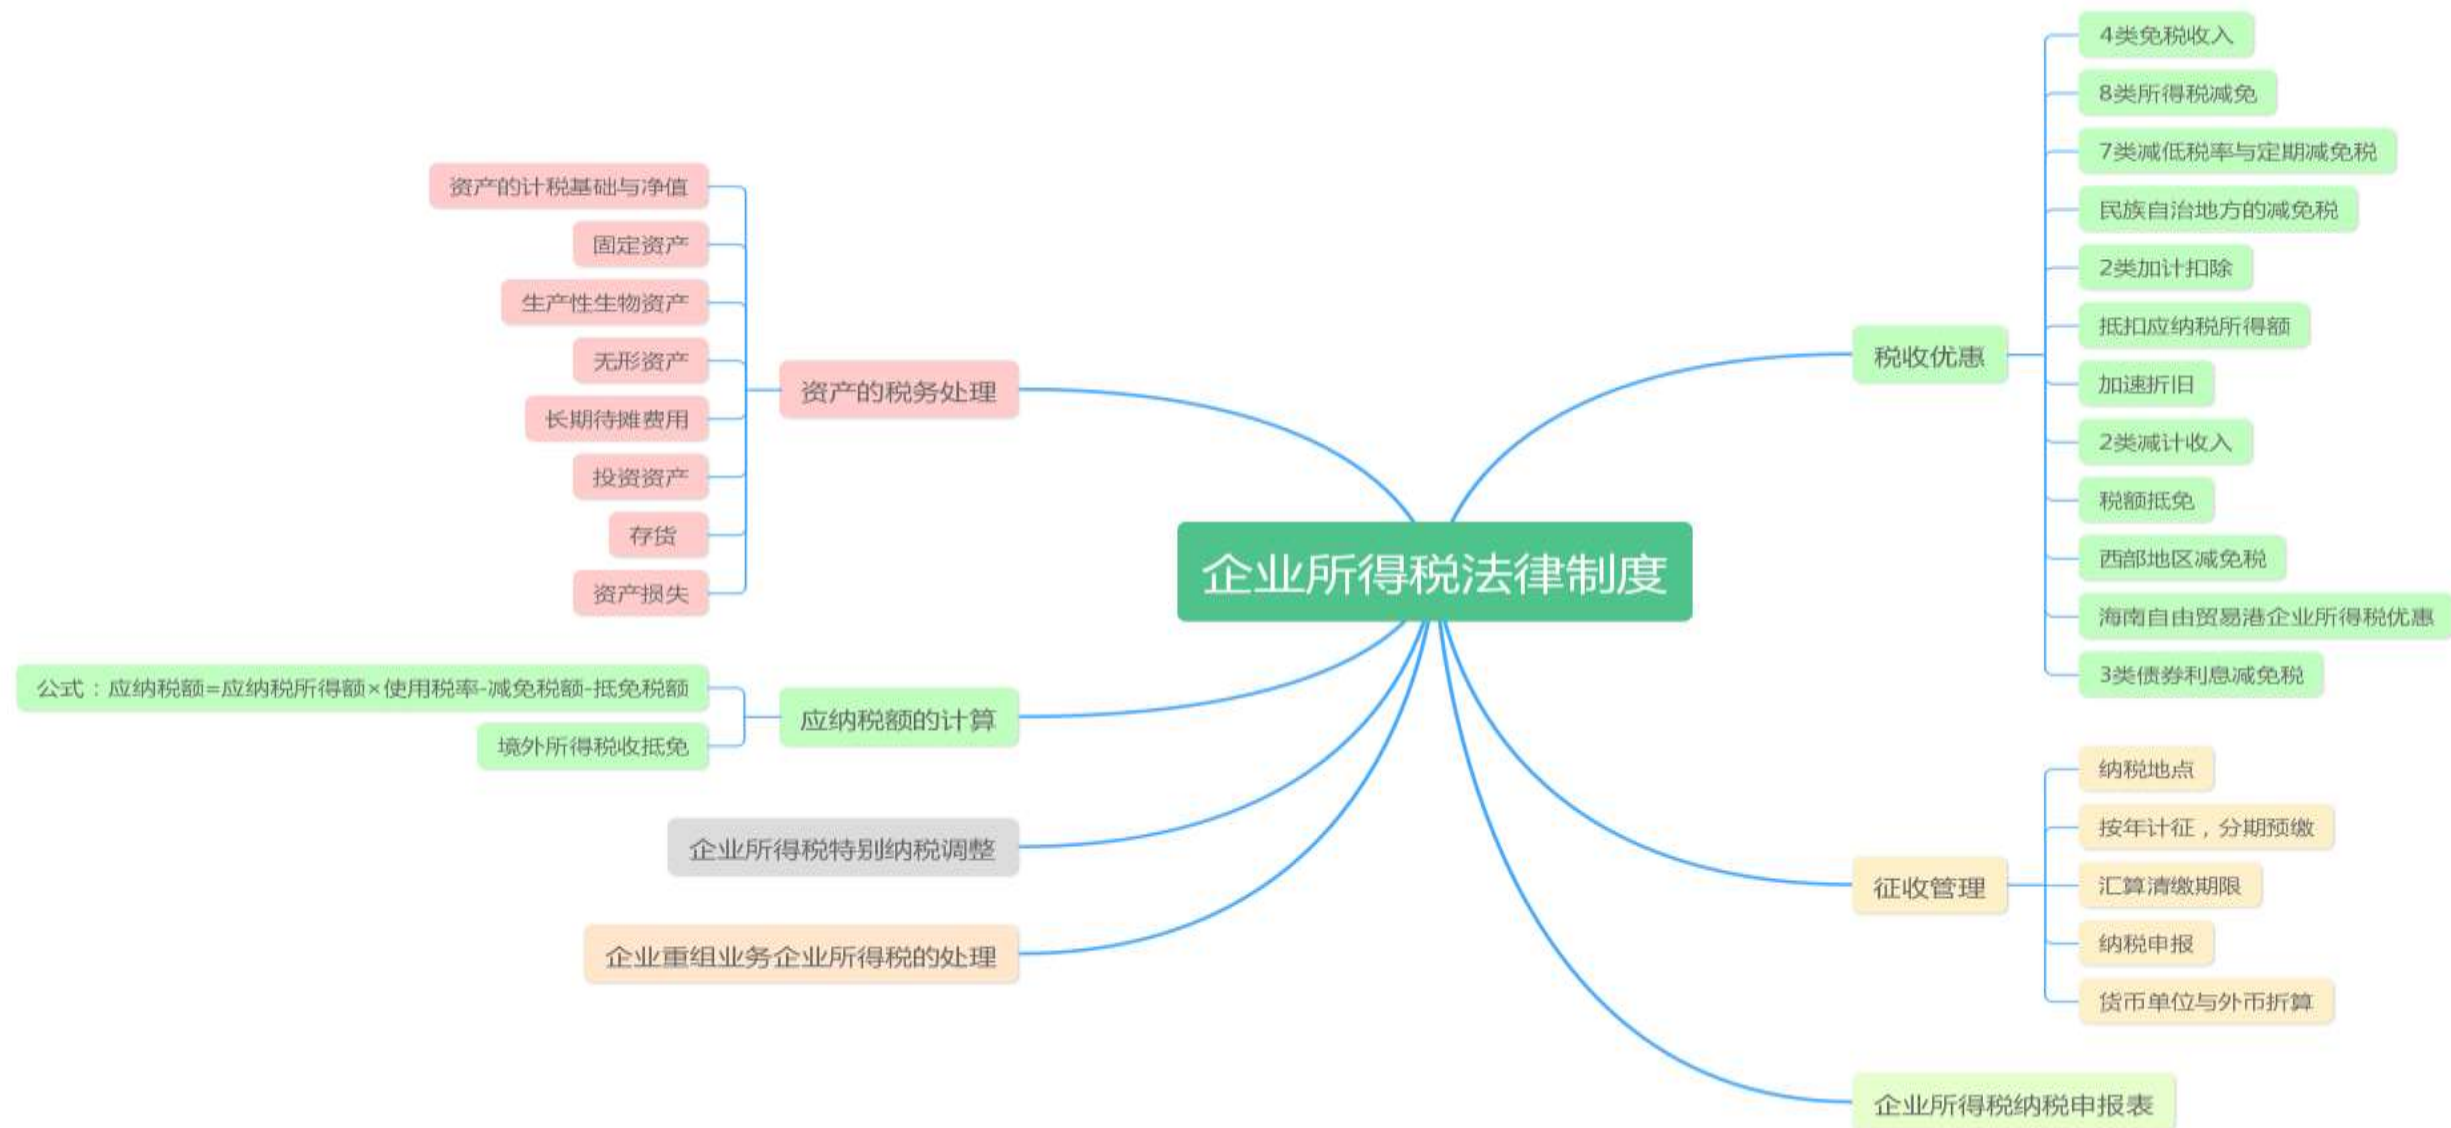 企业所得税法律制度
税收优惠
4类免税收入
8类所得税减免
7类减低税率与定期减免税
民族自治地方的减免税
2类加计扣除
抵扣应纳税所得额
加速折旧
2类减计收入
税额抵免
西部地区减免税
海南自由贸易港企业所得税优惠
3类债券利息减免税
征收管理
纳税地点
按年计征，分期预缴
汇算清缴期限
纳税申报
货币单位与外币折算
企业所得税纳税申报表
资产的税务处理
资产的计税基础与净值
固定资产
生产性生物资产
无形资产
长期待摊费用
投资资产
存货
资产损失
应纳税额的计算
公式：应纳税额=应纳税所得额×使用税率-减免税额-抵免税额
境外所得税收抵免
企业所得税特别纳税调整
企业重组业务企业所得税的处理